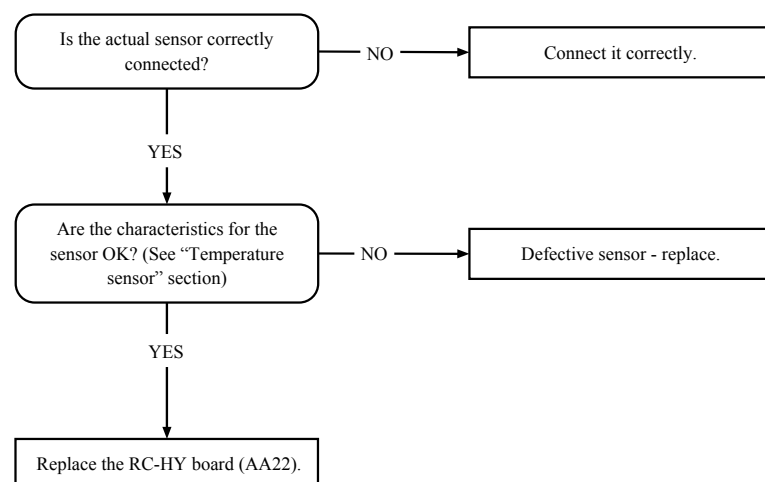 Is the actual sensor correctly
connected?
NO
Connect it correctly.
YES
Are the characteristics for the
sensor OK? (See “Temperature
sensor” section)
NO
Defective sensor - replace.
YES
Replace the RC-HY board (AA22).